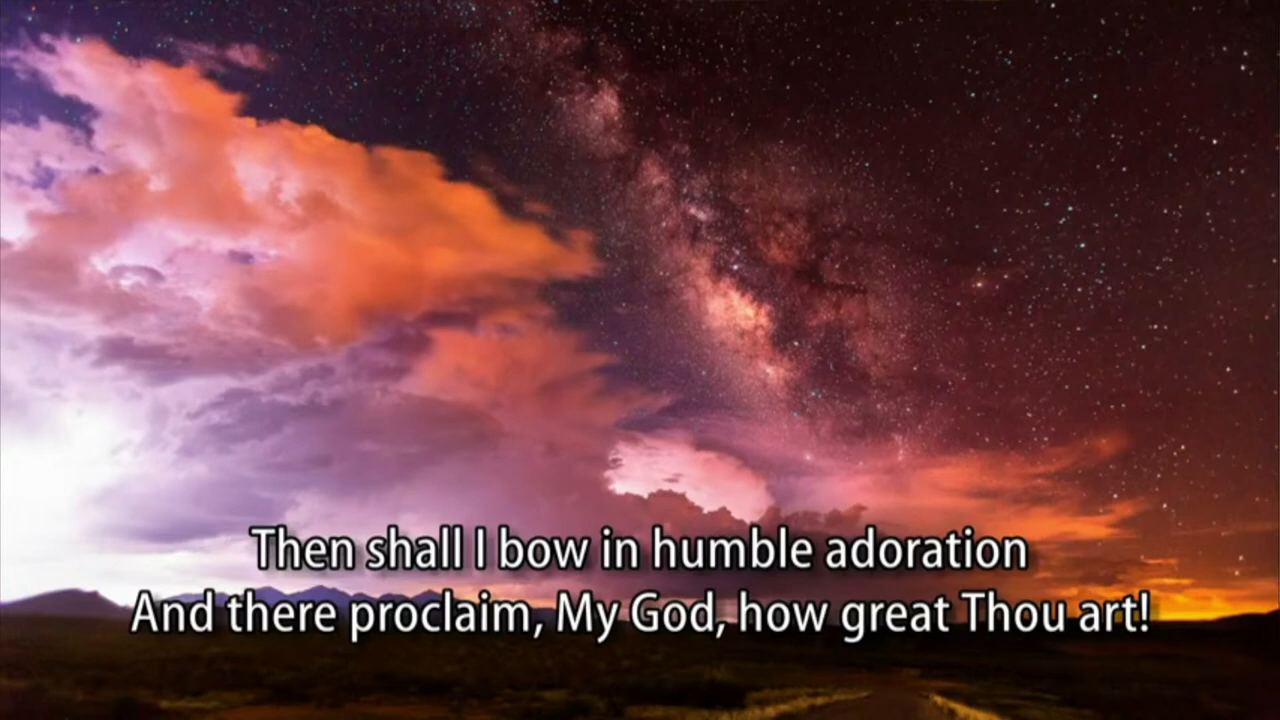 Then shall I bow in humble adoration
And there proclaim, My God, how great Thou art!